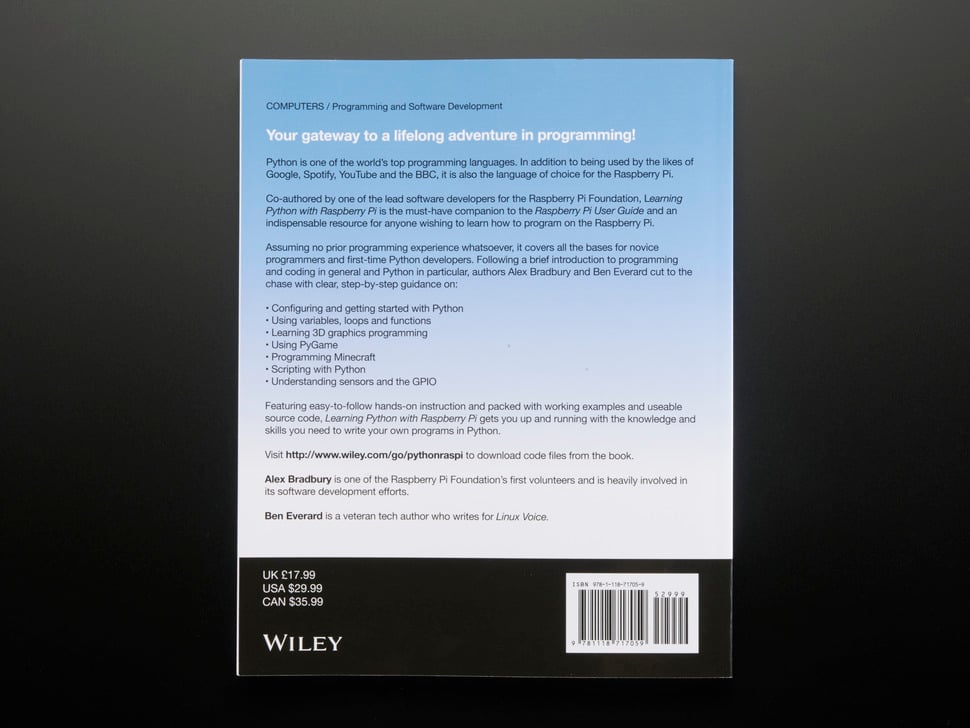 COMPUTERS / Programming and Software Development
Your gateway to a lifelong adventure in programming!
Python is one of the world's top programming languages. In addition to being used by the likes of
Google, Spotify, YouTube and the BBC, it is also the language of choice for the Raspberry Pi.
Co-authored by one of the lead software developers for the Raspberry Pi Foundation, Learning
Python with Raspberry Pi is the must-have companion to the Raspberry Pi User Guide and an
indispensable resource for anyone wishing to learn how to program on the Raspberry Pi.
Assuming no prior programming experience whatsoever, it covers all the bases for novice
programmers and first-time Python developers. Following a brief introduction to programming
and coding in general and Python in particular, authors Alex Bradbury and Ben Everard cut to the
chase with clear, step-by-step guidance on:
• Configuring and getting started with Python
• Using variables, loops and functions
• Learning 3D graphics programming
• Using PyGame
• Programming Minecraft
• Scripting with Python
• Understanding sensors and the GPIO
Featuring easy-to-follow hands-on instruction and packed with working examples and useable
source code, Learning Python with Raspberry Pi gets you up and running with the knowledge and
skills you need to write your own programs in Python.
Visit http://www.wiley.com/go/pythonraspi to download code files from the book.
Alex Bradbury is one of the Raspberry Pi Foundation's first volunteers and is heavily involved in
its software development efforts.
Ben Everard is a veteran tech author who writes for Linux Voice.
UK £17.99
USA $29.99
CAN $35.99
WILEY
ISBN 978-1-118-71705-9
52999
9 781118 717059